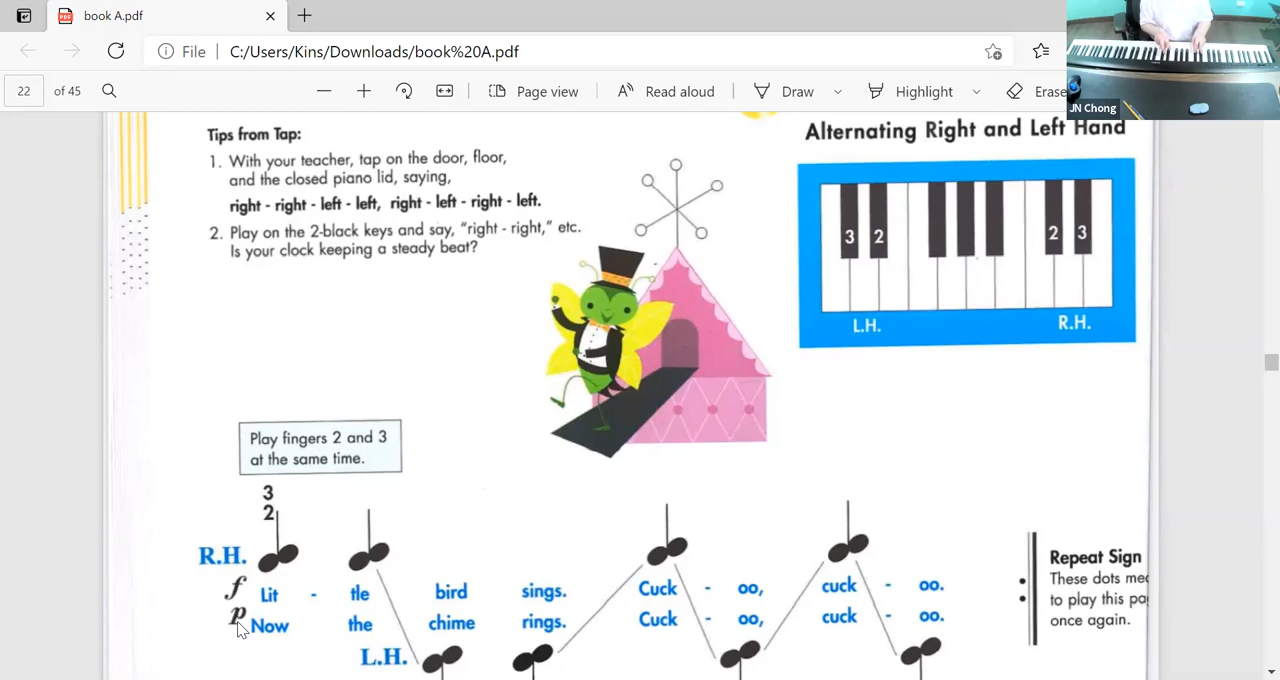 book A.pdf
File
C:/Users/Kins/Downloads/book%20A.pdf
22
of 45
Page view
Read aloud
Draw
Highlight
Erase
JN Chong
Tips from Tap:
1. With your teacher, tap on the door, floor,
and the closed piano lid, saying,
right - right - left - left, right - left - right - left.
2. Play on the 2-black keys and say, "right - right," etc.
Is your clock keeping a steady beat?
Alternating Right and Left Hand
3 2 2 3
L.H. R.H.
Play fingers 2 and 3
at the same time.
3
2
R.H.
f Lit - tle bird sings. Cuck - oo, cuck - oo.
p Now the chime rings. Cuck - oo, cuck - oo.
L.H.
Repeat Sign
These dots
to play this
once again.